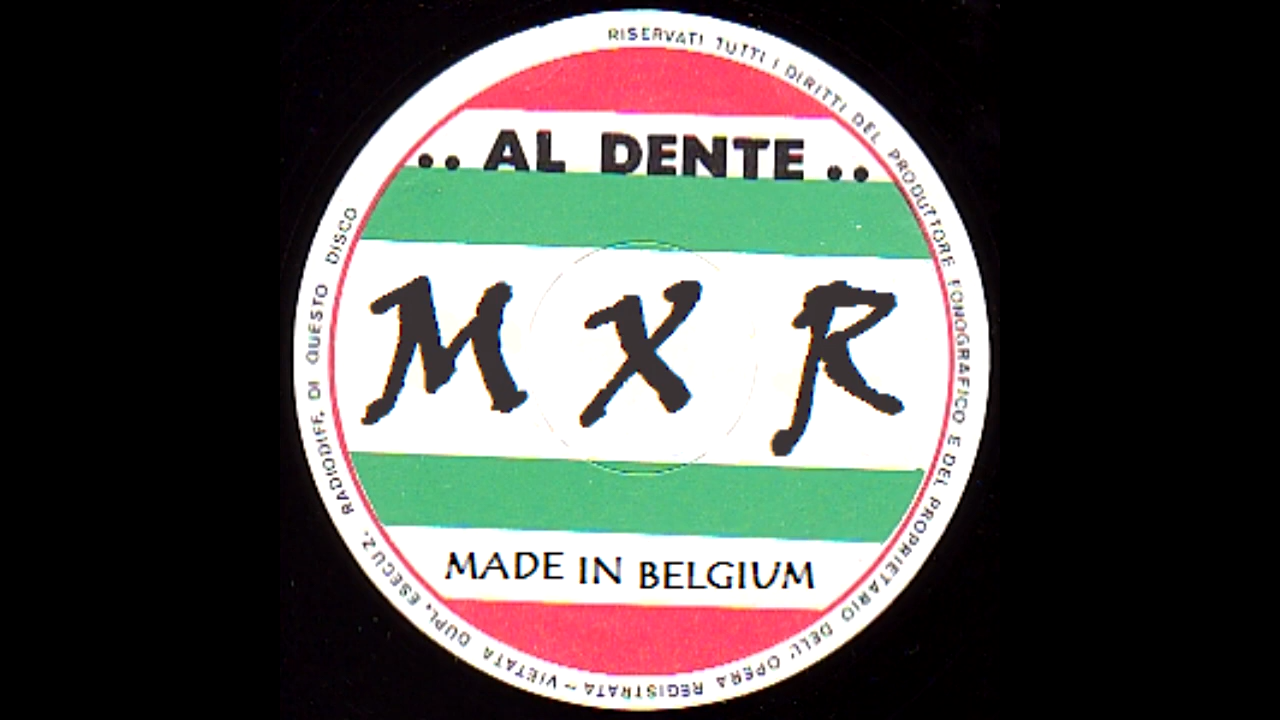 RISERVATI TUTTI I DIRITTI DEL PRODUTTORE FONOGRAFICO E DEL PROPRIETARIO DELL' OPERA REGISTRATA - VIETATA DUPL. ESECUZ. RADIODIFF. DI QUESTO DISCO
.. AL DENTE ..
M X R
MADE IN BELGIUM